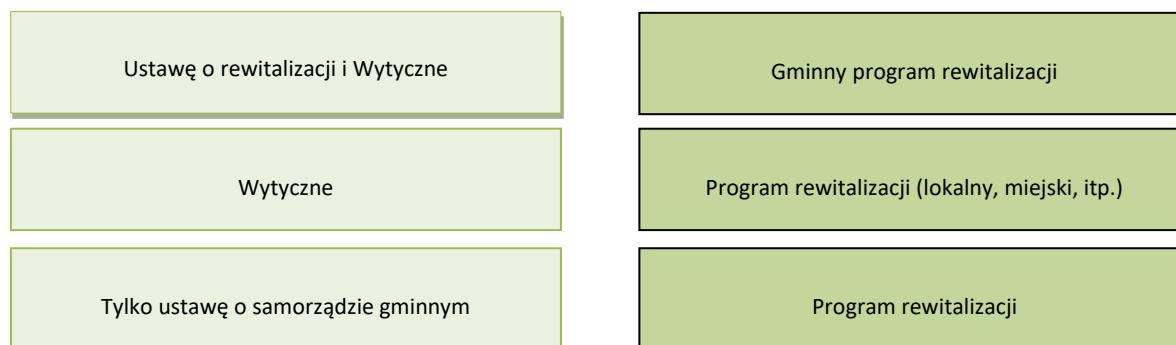 Ustawę o rewitalizacji i Wytyczne
Gminny program rewitalizacji
Wytyczne
Program rewitalizacji (lokalny, miejski, itp.)
Tylko ustawę o samorządzie gminnym
Program rewitalizacji